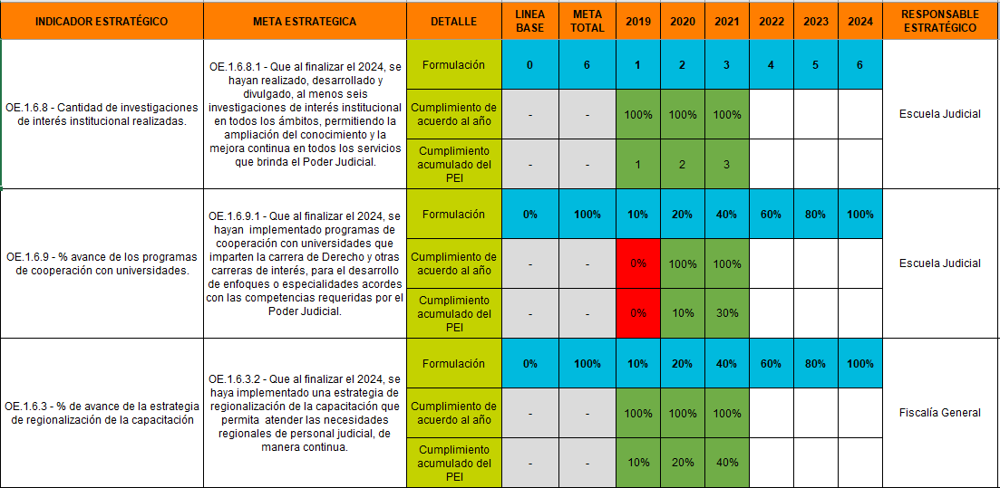 INDICADOR ESTRATÉGICO META ESTRATEGICA DETALLE LINEA BASE META TOTAL 2019 2020 2021 2022 2023 2024 RESPONSABLE ESTRATÉGICO
OE.1.6.8 - Cantidad de investigaciones
de interés institucional realizadas.
OE.1.6.8.1 - Que al finalizar el 2024, se
hayan realizado, desarrollado y
divulgado, al menos seis
investigaciones de interés institucional
en todos los ámbitos, permitiendo la
ampliación del conocimiento y la
mejora continua en todos los servicios
que brinda el Poder Judicial.
Formulación 0 6 1 2 3 4 5 6
Cumplimiento de
acuerdo al año - - 100% 100% 100%
Cumplimiento
acumulado del
PEI - - 1 2 3
Escuela Judicial
OE.1.6.9 - % avance de los programas
de cooperación con universidades.
OE.1.6.9.1 - Que al finalizar el 2024, se
hayan implementado programas de
cooperación con universidades que
imparten la carrera de Derecho y otras
carreras de interés, para el desarrollo
de enfoques o especialidades acordes
con las competencias requeridas por el
Poder Judicial.
Formulación 0% 100% 10% 20% 40% 60% 80% 100%
Cumplimiento de
acuerdo al año - - 0% 100% 100%
Cumplimiento
acumulado del
PEI - - 0% 10% 30%
Escuela Judicial
OE.1.6.3 - % de avance de la estrategia
de regionalización de la capacitación
OE.1.6.3.2 - Que al finalizar el 2024, se
haya implementado una estrategia de
regionalización de la capacitación que
permita atender las necesidades
regionales de personal judicial, de
manera continua.
Formulación 0% 100% 10% 20% 40% 60% 80% 100%
Cumplimiento de
acuerdo al año - - 100% 100% 100%
Cumplimiento
acumulado del
PEI - - 10% 20% 40%
Fiscalía General